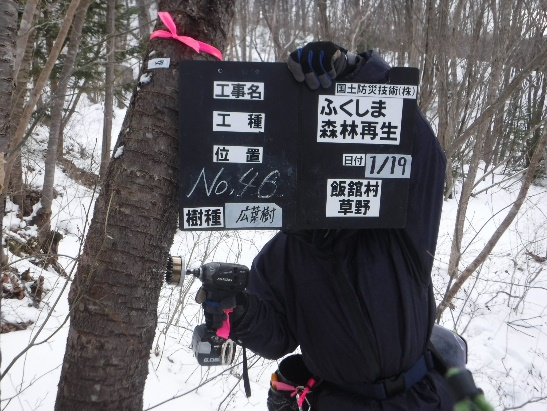 工事名
工種
位置
No.46
樹種 広葉樹
国土防災技術(株)
ふくしま
森林再生
日付 1/19
飯舘村
草野